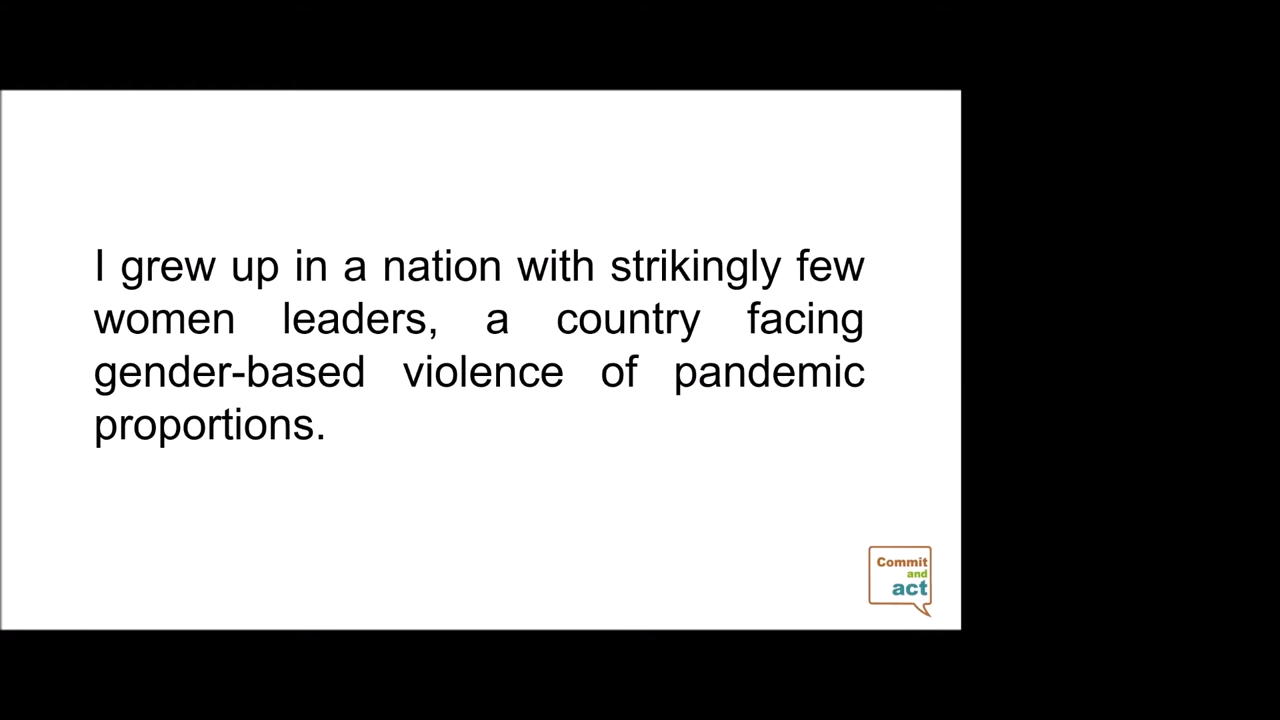 I grew up in a nation with strikingly few
women leaders, a country facing
gender-based violence of pandemic
proportions.
Commit
and
act